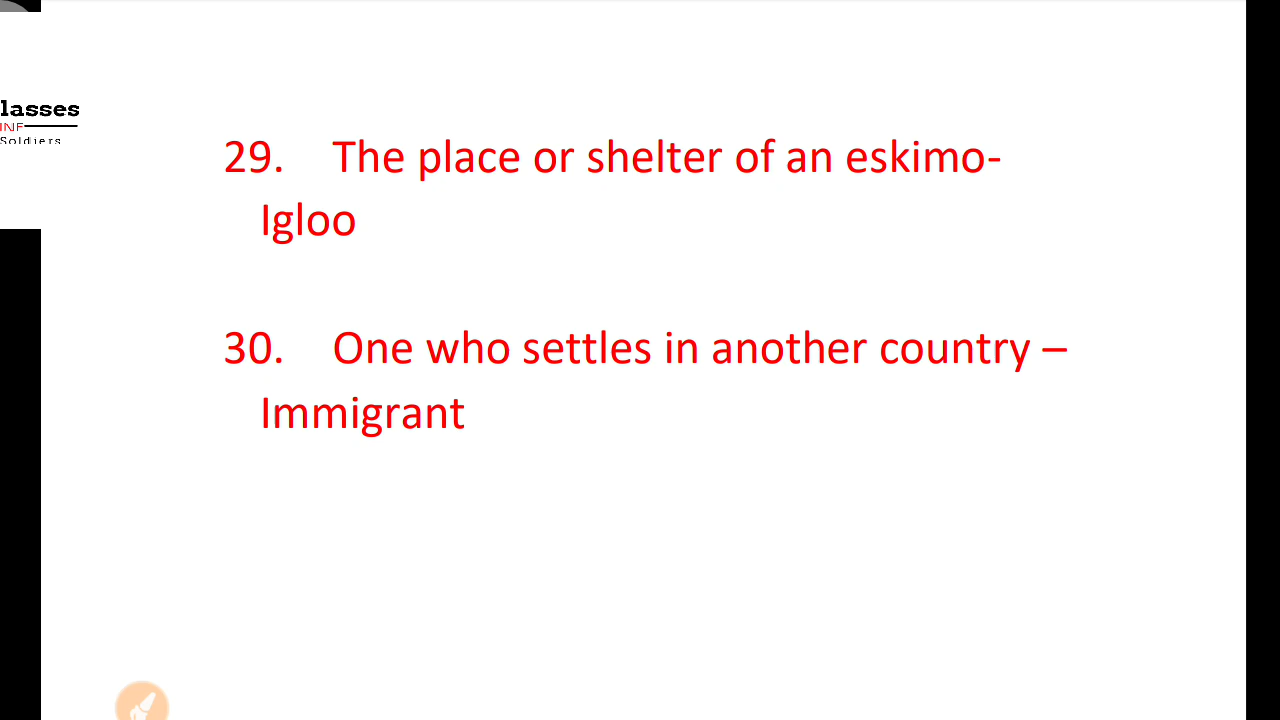 lasses
INF
Soldiers
29. The place or shelter of an eskimo-
Igloo
30. One who settles in another country –
Immigrant